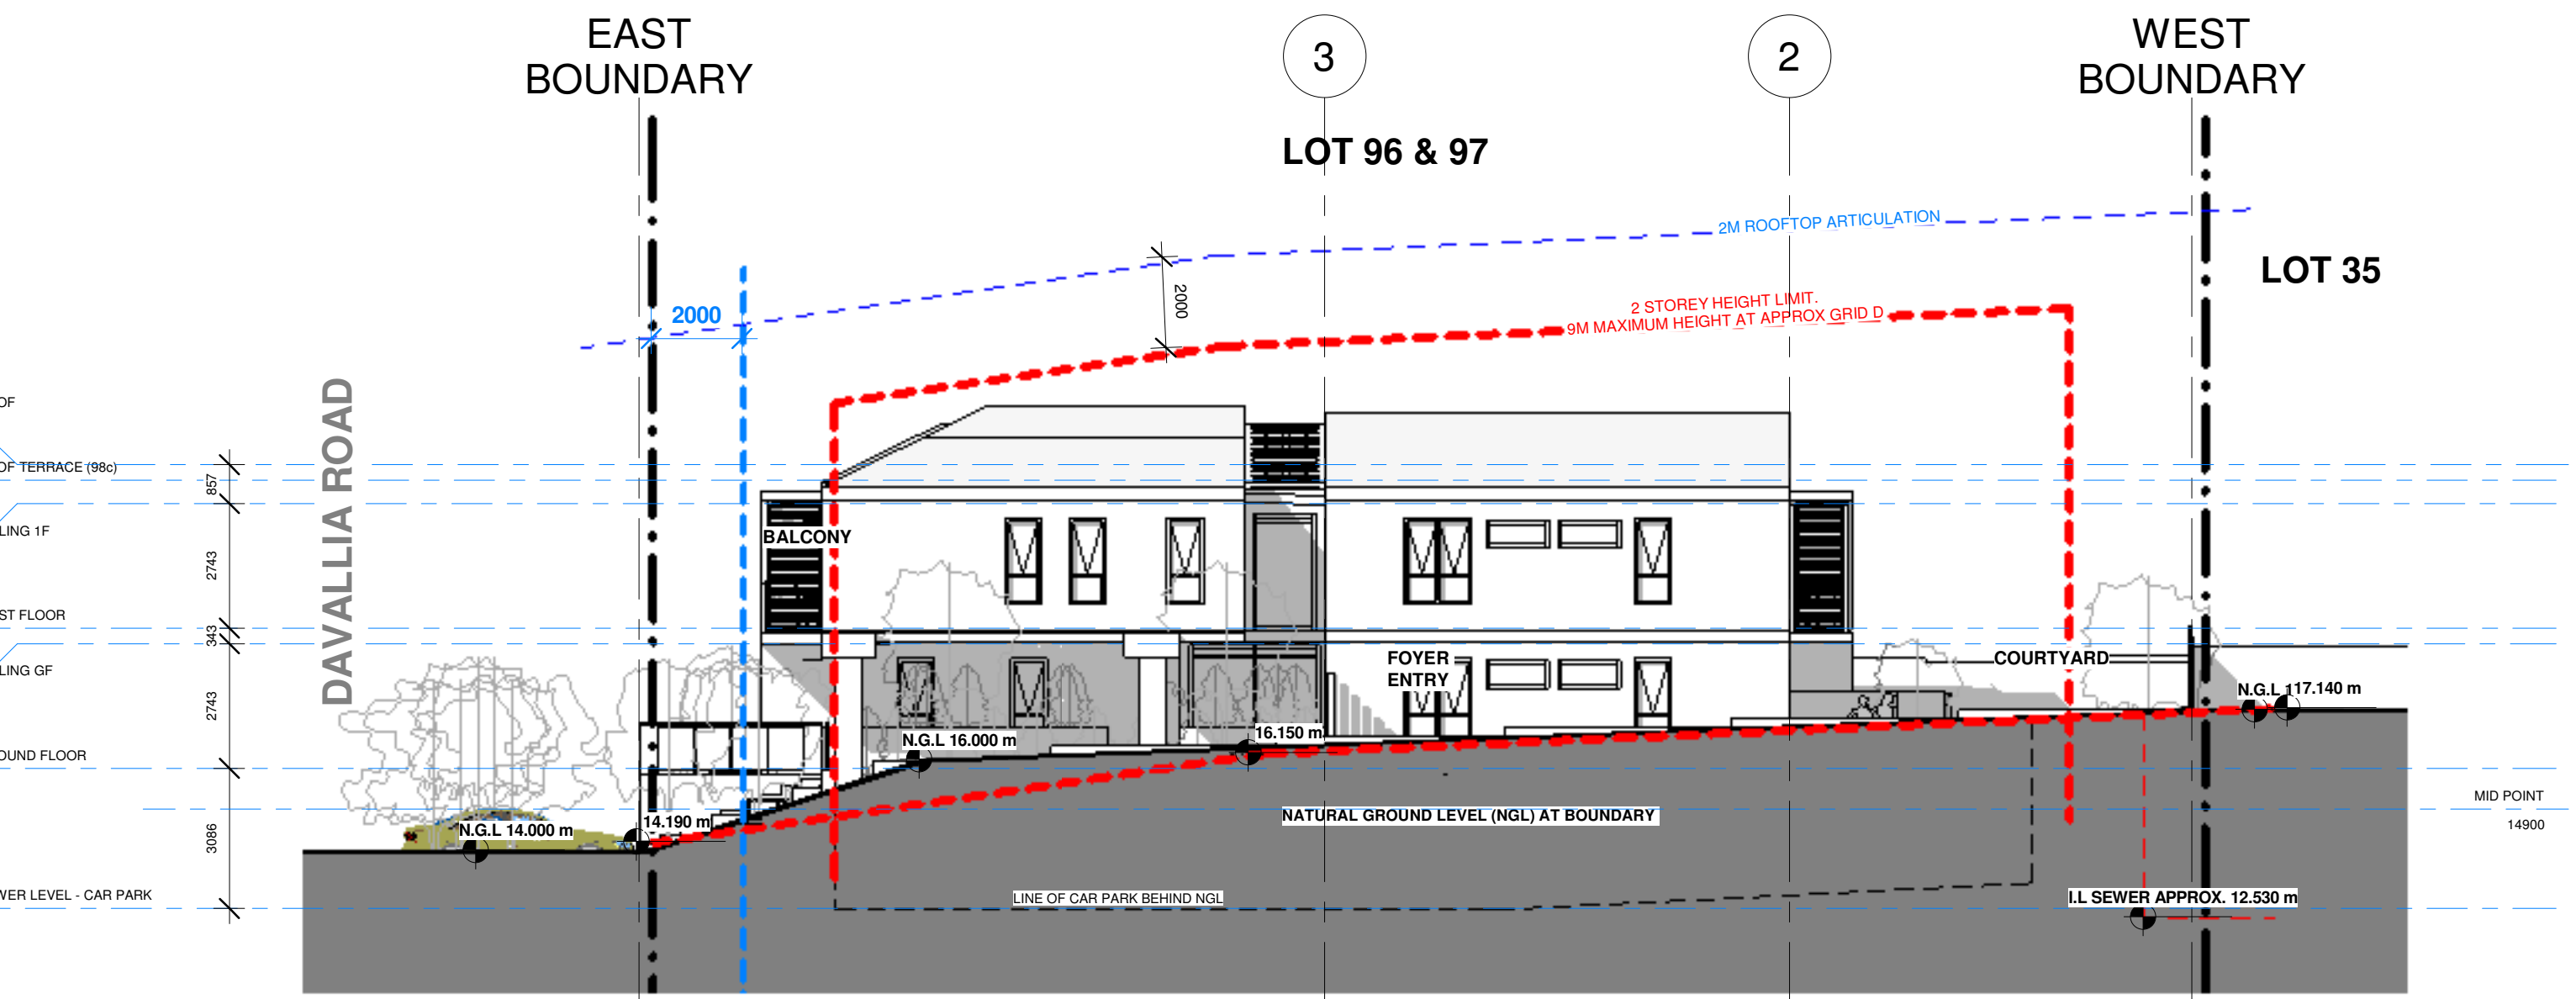 EAST
BOUNDARY
3
2
WEST
BOUNDARY
LOT 96 & 97
2M ROOFTOP ARTICULATION
LOT 35
2000
2000
2 STOREY HEIGHT LIMIT.
9M MAXIMUM HEIGHT AT APPROX GRID D
DAVALLIA ROAD
OF
OF TERRACE (98c)
857
LING 1F
BALCONY
2743
ST FLOOR
343
LING GF
FOYER
ENTRY
COURTYARD
2743
N.G.L 1
17.140 m
N.G.L 16.000 m
16.150 m
OUND FLOOR
MID POINT
14900
N.G.L 14.000 m
14.190 m
NATURAL GROUND LEVEL (NGL) AT BOUNDARY
3086
WER LEVEL - CAR PARK
LINE OF CAR PARK BEHIND NGL
I.L SEWER APPROX. 12.530 m